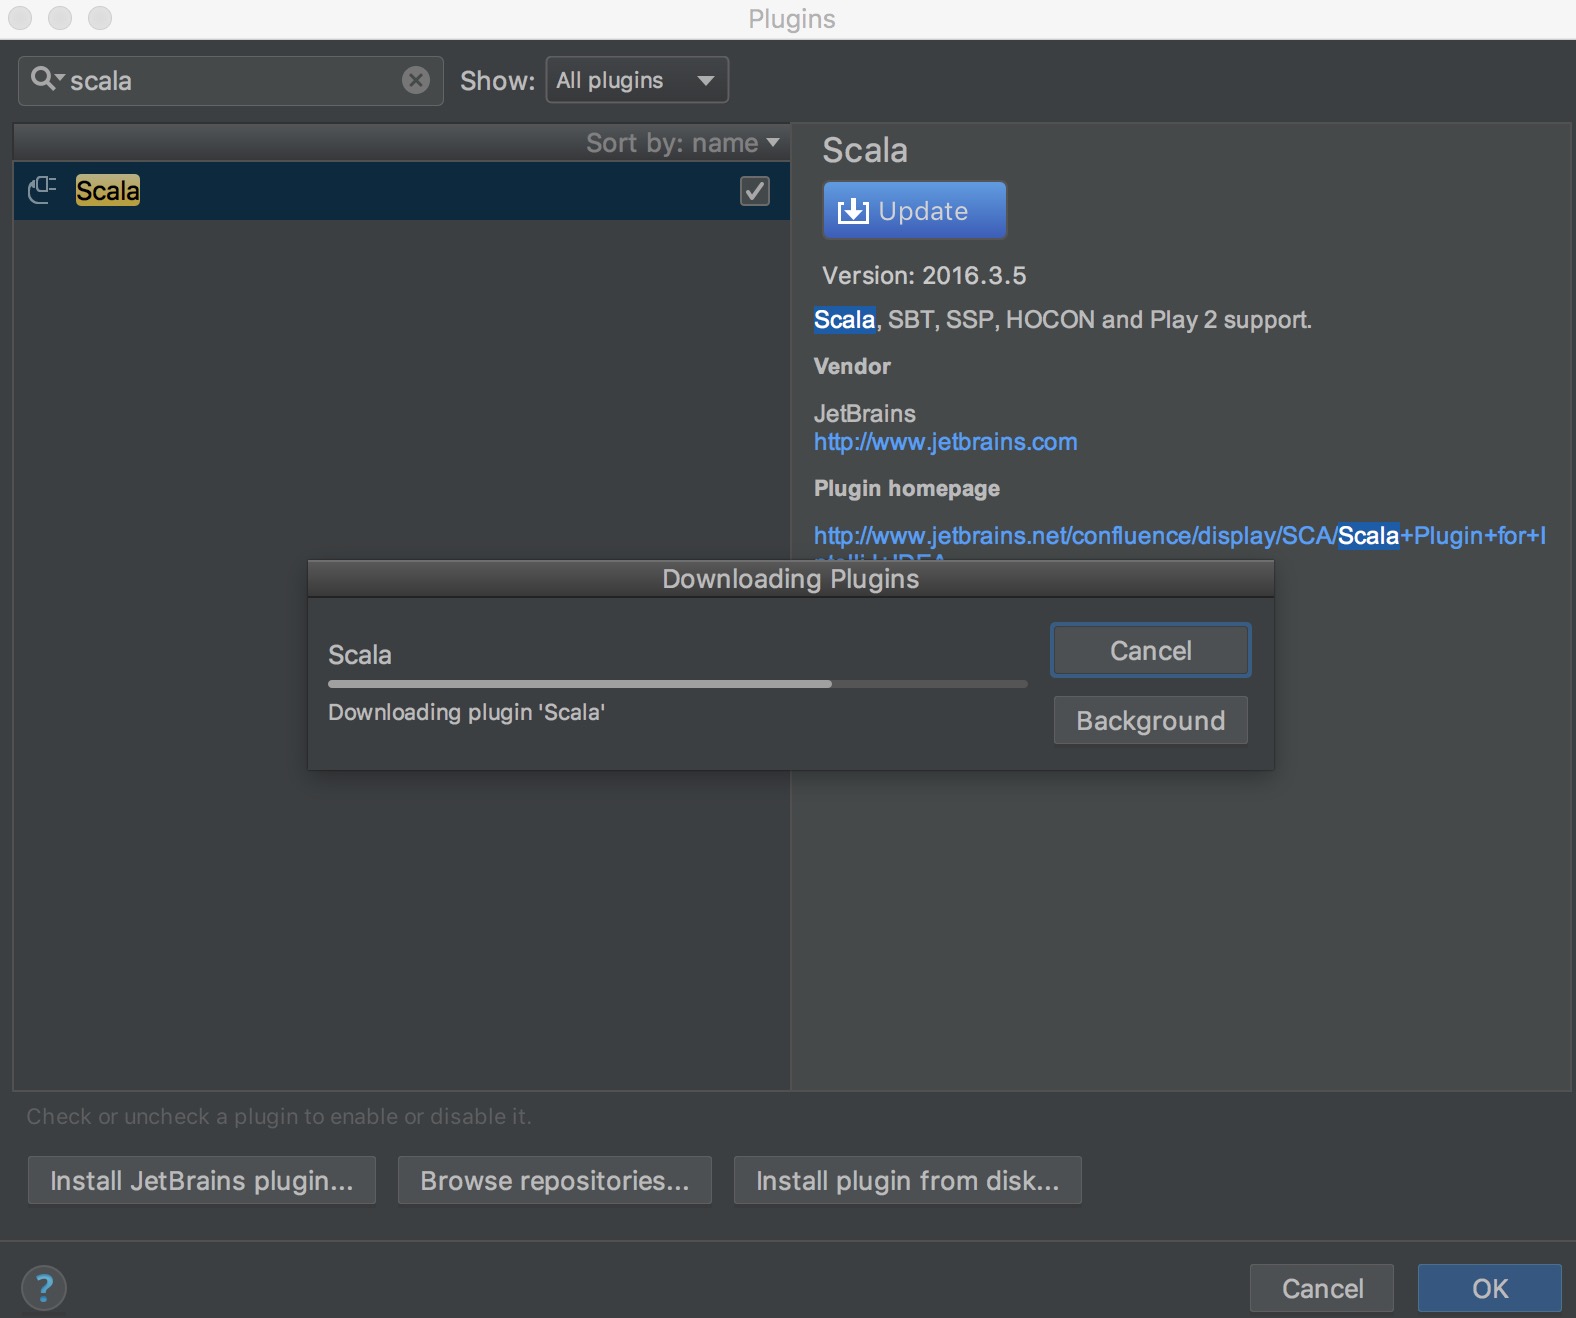 Plugins
scala
Show: All plugins
Sort by: name
Scala
Scala
Update
Version: 2016.3.5
Scala, SBT, SSP, HOCON and Play 2 support.
Vendor
JetBrains
http://www.jetbrains.com
Plugin homepage
http://www.jetbrains.net/confluence/display/SCA/Scala+Plugin+for+I
ntelliJ+IDEA
Downloading Plugins
Scala
Cancel
Downloading plugin 'Scala'
Background
Check or uncheck a plugin to enable or disable it.
Install JetBrains plugin...
Browse repositories...
Install plugin from disk...
?
Cancel
OK